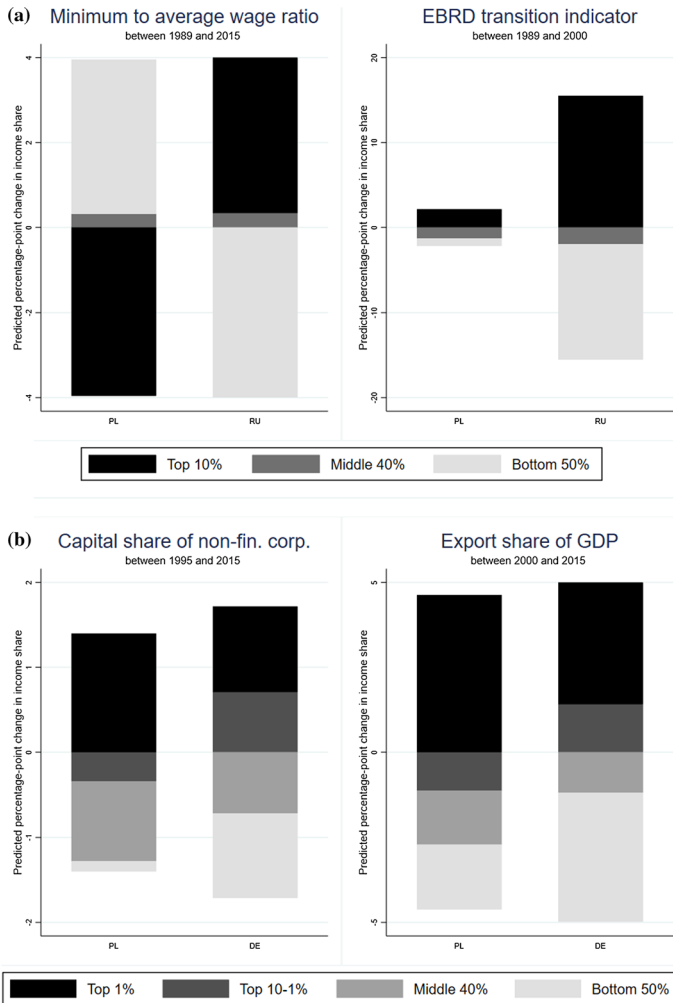 (a)
Minimum to average wage ratio
between 1989 and 2015
Predicted percentage-point change in income share
4
2
0
-2
-4
PL
RU
EBRD transition indicator
between 1989 and 2000
Predicted percentage-point change in income share
20
10
0
-10
-20
PL
RU
Top 10%
Middle 40%
Bottom 50%
(b)
Capital share of non-fin. corp.
between 1995 and 2015
Predicted percentage-point change in income share
2
1
0
-1
-2
PL
DE
Export share of GDP
between 2000 and 2015
Predicted percentage-point change in income share
5
0
-5
PL
DE
Top 1%
Top 10-1%
Middle 40%
Bottom 50%